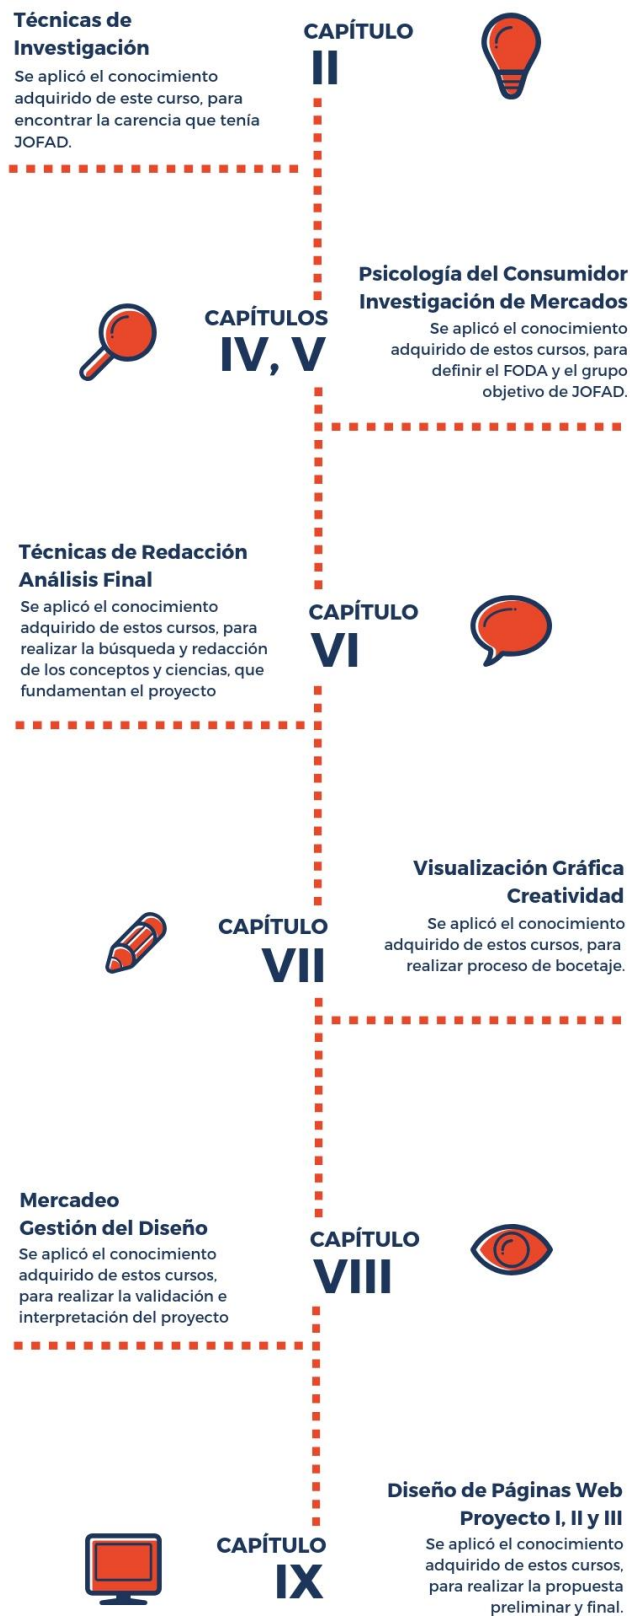 Técnicas de
Investigación
Se aplicó el conocimiento
adquirido de este curso, para
encontrar la carencia que tenía
JOFAD.
CAPÍTULO
II
CAPÍTULOS
IV, V
Psicología del Consumidor
Investigación de Mercados
Se aplicó el conocimiento
adquirido de estos cursos, para
definir el FODA y el grupo
objetivo de JOFAD.
Técnicas de Redacción
Análisis Final
Se aplicó el conocimiento
adquirido de estos cursos, para
realizar la búsqueda y redacción
de los conceptos y ciencias, que
fundamentan el proyecto
CAPÍTULO
VI
CAPÍTULO
VII
Visualización Gráfica
Creatividad
Se aplicó el conocimiento
adquirido de estos cursos, para
realizar proceso de bocetaje.
Mercadeo
Gestión del Diseño
Se aplicó el conocimiento
adquirido de estos cursos,
para realizar la validación e
interpretación del proyecto
CAPÍTULO
VIII
CAPÍTULO
IX
Diseño de Páginas Web
Proyecto I, II y III
Se aplicó el conocimiento
adquirido de estos cursos,
para realizar la propuesta
preliminar y final.